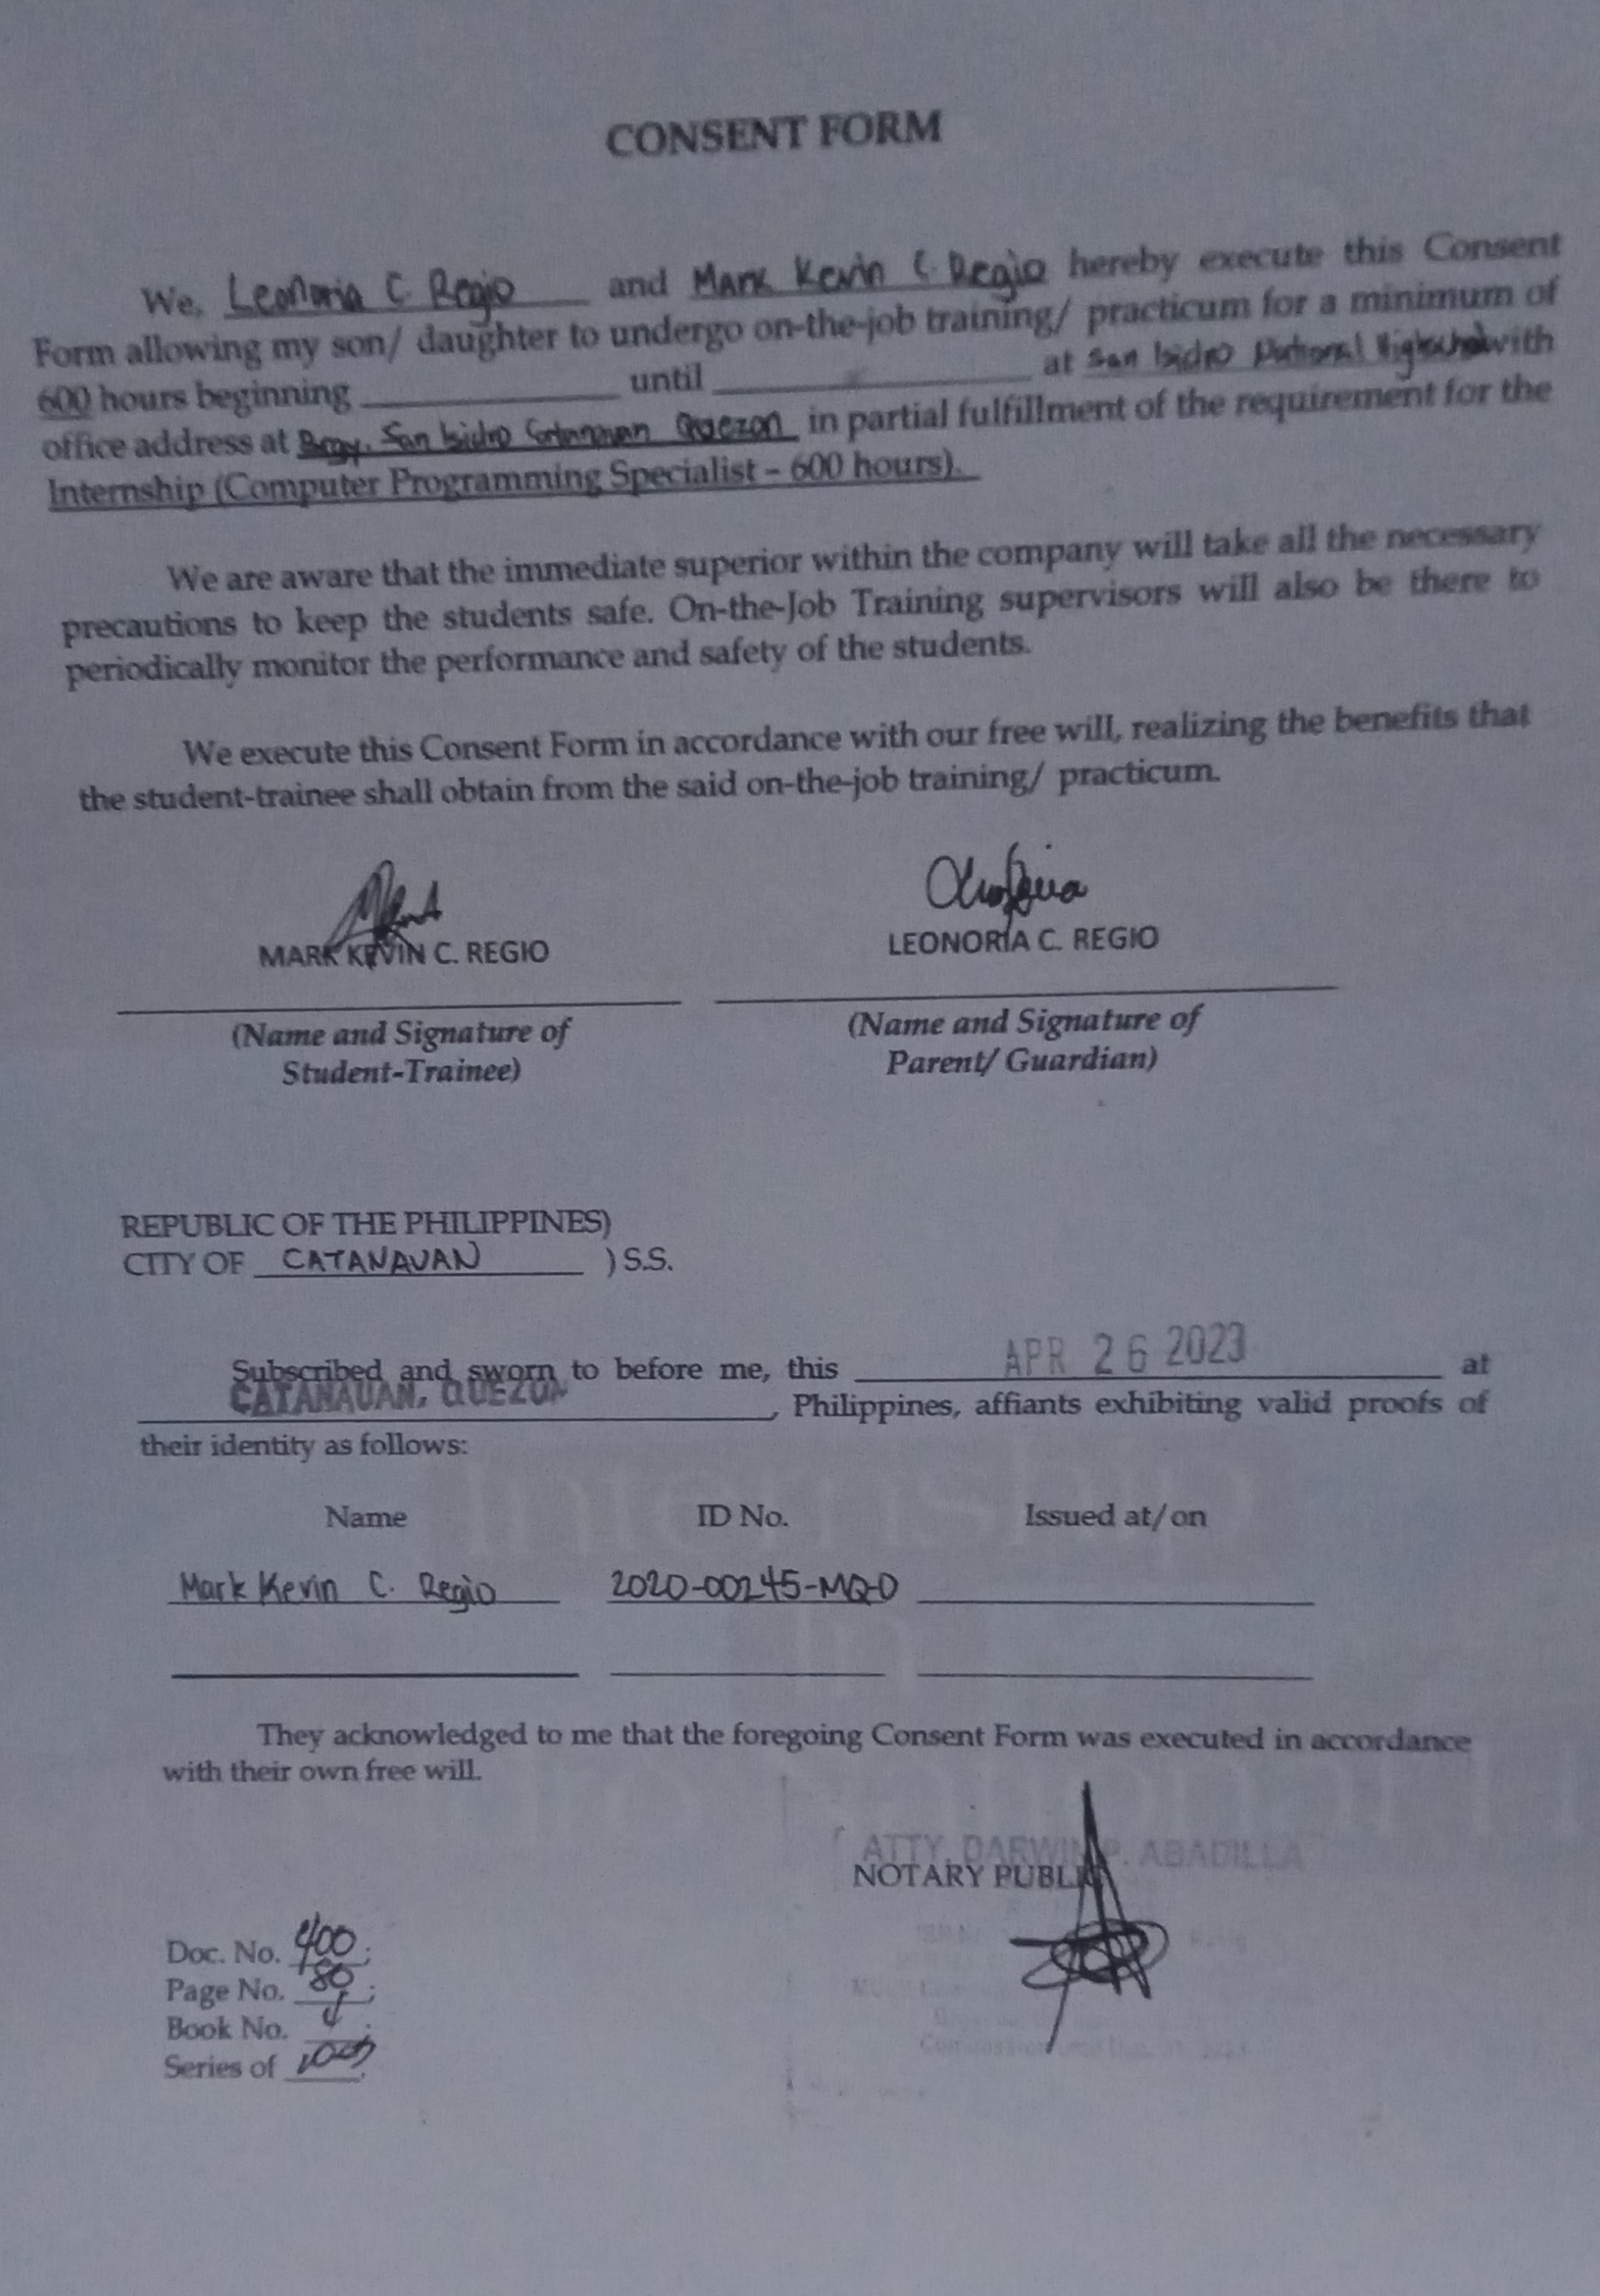 CONSENT FORM
We, Leonoria C. Regio and Mark Kevin C. Regio hereby execute this Consent
Form allowing my son/ daughter to undergo on-the-job training/ practicum for a minimum of
600 hours beginning ____________ until ____________ at San Isidro National Highschool with
office address at Brgy. San Isidro Catanauan Quezon in partial fulfillment of the requirement for the
Internship (Computer Programming Specialist – 600 hours).
We are aware that the immediate superior within the company will take all the necessary
precautions to keep the students safe. On-the-Job Training supervisors will also be there to
periodically monitor the performance and safety of the students.
We execute this Consent Form in accordance with our free will, realizing the benefits that
the student-trainee shall obtain from the said on-the-job training/ practicum.
MARK KEVIN C. REGIO LEONORIA C. REGIO
(Name and Signature of (Name and Signature of
Student-Trainee) Parent/ Guardian)
REPUBLIC OF THE PHILIPPINES)
CITY OF CATANAUAN ) S.S.
Subscribed and sworn to before me, this APR 26 2023 at
CATANAUAN, QUEZON, Philippines, affiants exhibiting valid proofs of
their identity as follows:
Name ID No. Issued at/on
Mark Kevin C. Regio 2020-00245-MQ-0
They acknowledged to me that the foregoing Consent Form was executed in accordance
with their own free will.
ATTY. DARWIN P. ABADILLA
NOTARY PUBLIC
Doc. No. 400;
Page No. 80;
Book No.
Series of